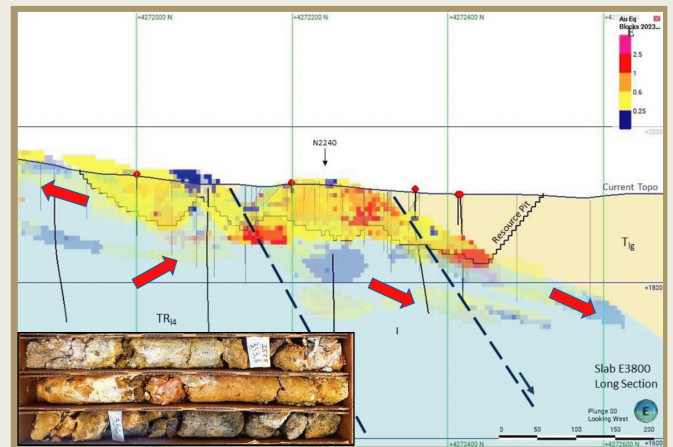 +4272000 N
+4272200 N
+4272400 N
Au Eq
Blocks 2023...
2.5
1
0.6
0.25
+2000
N2240
Current Topo
Resource Pit
Tlg
+1800
TRl4
I
Slab E3800
Long Section
Plunge 00
Looking West
E
0 50 100 150 200
+4272400 N
+4272600 N
+1600